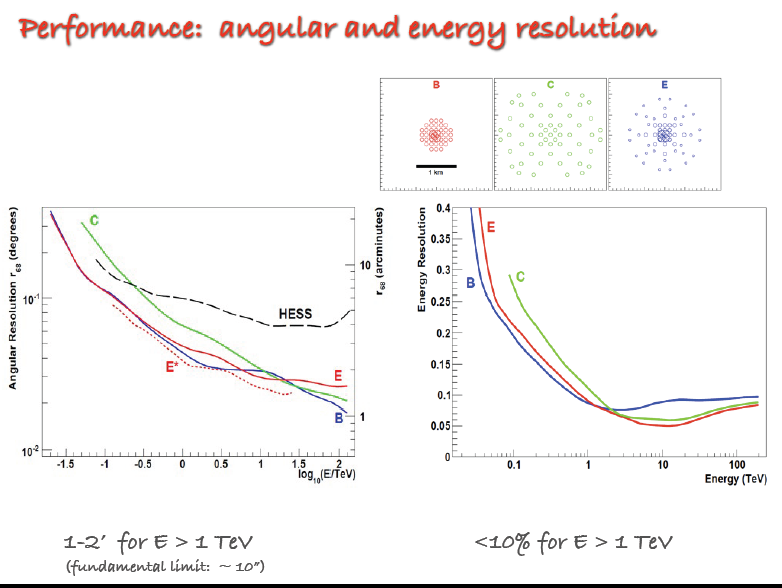 Performance: angular and energy resolution
B
C
E
1 km
Angular Resolution r68 (degrees)
10-1
10-2
C
HESS
E*
E
B
10
1
r68 (arcminutes)
-1.5 -1 -0.5 0 0.5 1 1.5 2
log10(E/TeV)
Energy Resolution
0.4
0.35
0.3
0.25
0.2
0.15
0.1
0.05
0
E
B
C
0.1 1 10 100
Energy (TeV)
1-2′ for E > 1 TeV
(fundamental limit: ~ 10″)
<10% for E > 1 TeV